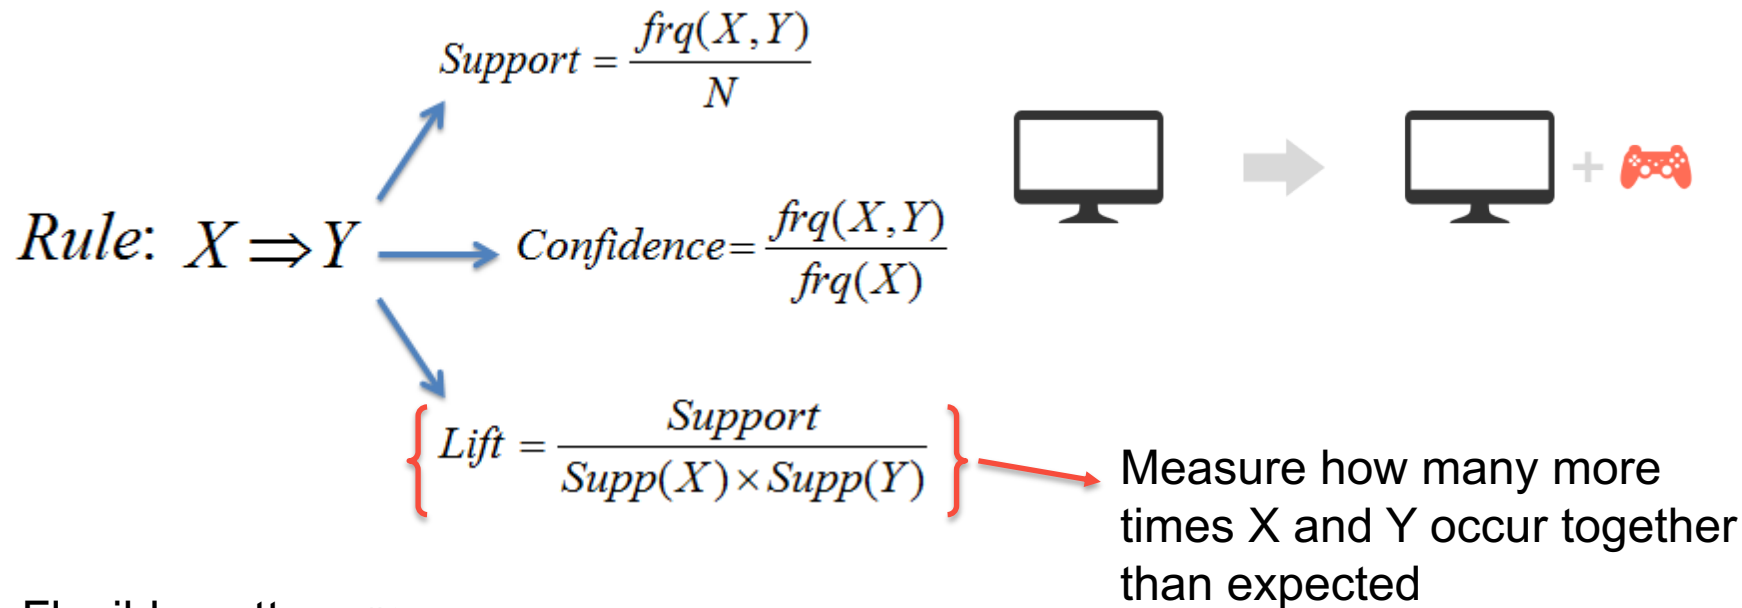 Support = frq(X,Y) / N
Rule: X ⇒ Y
Confidence = frq(X,Y) / frq(X)
+
Lift = Support / Supp(X) × Supp(Y)
Measure how many more
times X and Y occur together
than expected